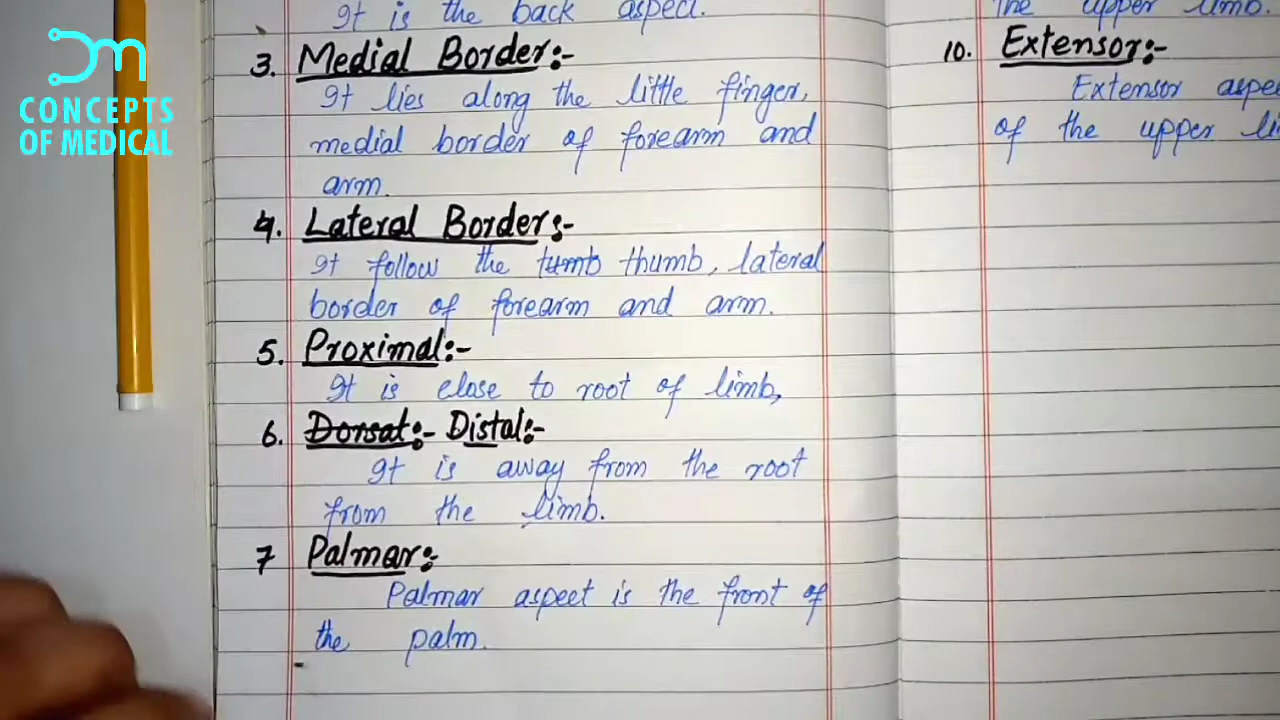 DM
CONCEPTS
OF MEDICAL
It is the back aspect.
3. Medial Border:-
It lies along the little finger,
medial border of forearm and
arm.
4. Lateral Border:-
It follow the tumb thumb, lateral
border of forearm and arm.
5. Proximal:-
It is close to root of limb,
6. Dorsat:- Distal:-
It is away from the root
from the limb.
7 Palmar:-
Palmar aspect is the front of
the palm.
The upper limb.
10. Extensor:-
Extensor aspe
of the upper li